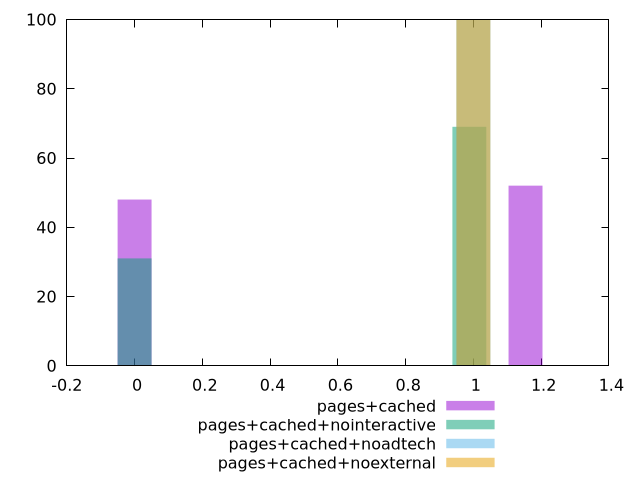 100
80
60
40
20
0
-0.2 0 0.2 0.4 0.6 0.8 1 1.2 1.4
pages+cached
pages+cached+nointeractive
pages+cached+noadtech
pages+cached+noexternal